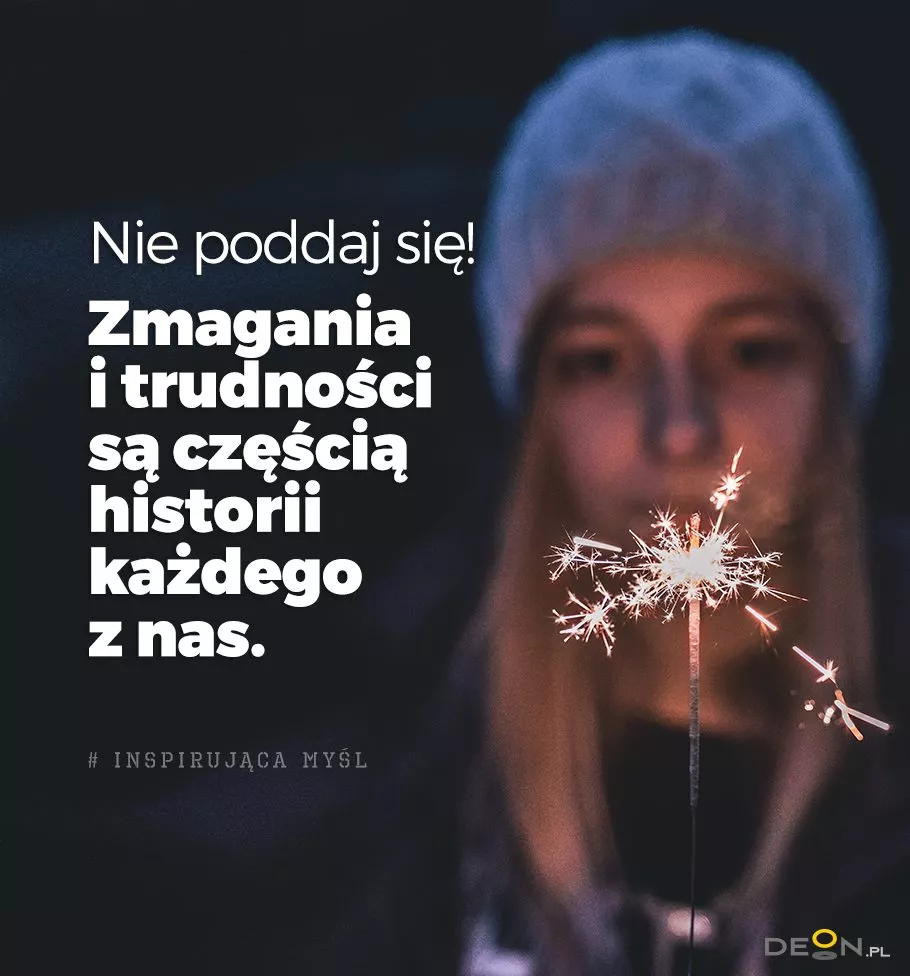 Nie poddaj się!
Zmagania
i trudności
są częścią
historii
każdego
z nas.
# INSPIRUJĄCA MYŚL
DEON.PL